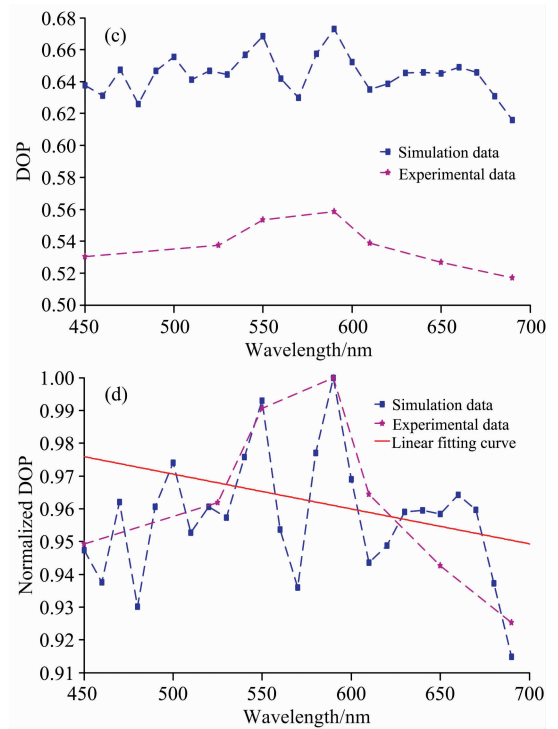 (c)
0.68
0.66
0.64
0.62
0.60
0.58
0.56
0.54
0.52
0.50
DOP
Simulation data
Experimental data
450 500 550 600 650 700
Wavelength/nm
(d)
1.00
0.99
0.98
0.97
0.96
0.95
0.94
0.93
0.92
0.91
Normalized DOP
Simulation data
Experimental data
Linear fitting curve
450 500 550 600 650 700
Wavelength/nm